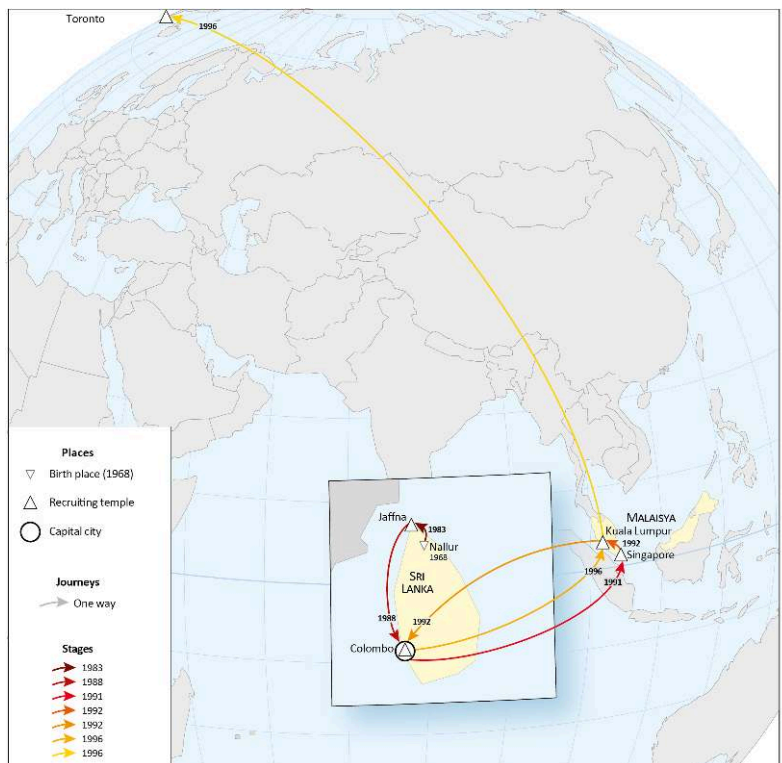 Toronto
1996
Places
Birth place (1968)
Recruiting temple
Capital city
Journeys
One way
Stages
1983
1988
1991
1992
1992
1996
1996
Jaffna
1983
Nallur
1968
SRI
LANKA
1988
1992
Colombo
MALAISYA
Kuala Lumpur
1992
Singapore
1996
1991